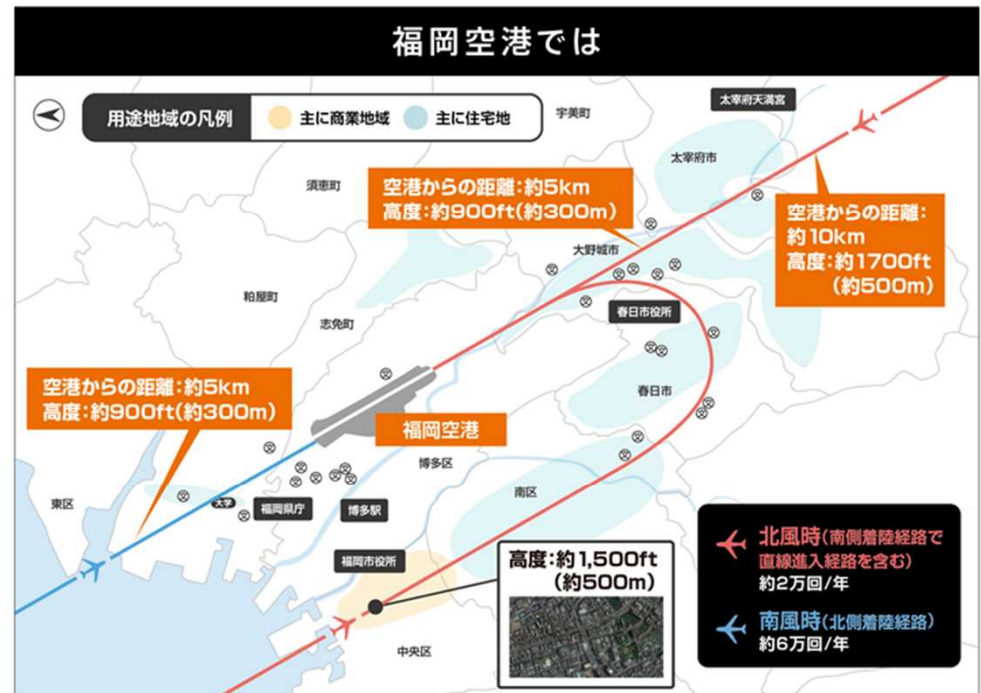 福岡空港では
用途地域の凡例
主に商業地域
主に住宅地
宇美町
太宰府天満宮
太宰府市
須恵町
空港からの距離:約5km
高度:約900ft(約300m)
空港からの距離:
約10km
高度:約1700ft
(約500m)
大野城市
粕屋町
志免町
春日市役所
春日市
空港からの距離:約5km
高度:約900ft(約300m)
福岡空港
博多区
東区
大学
福岡県庁
博多駅
南区
福岡市役所
高度:約1,500ft
(約500m)
中央区
北風時(南側着陸経路で
直線進入経路を含む)
約2万回/年
南風時(北側着陸経路)
約6万回/年